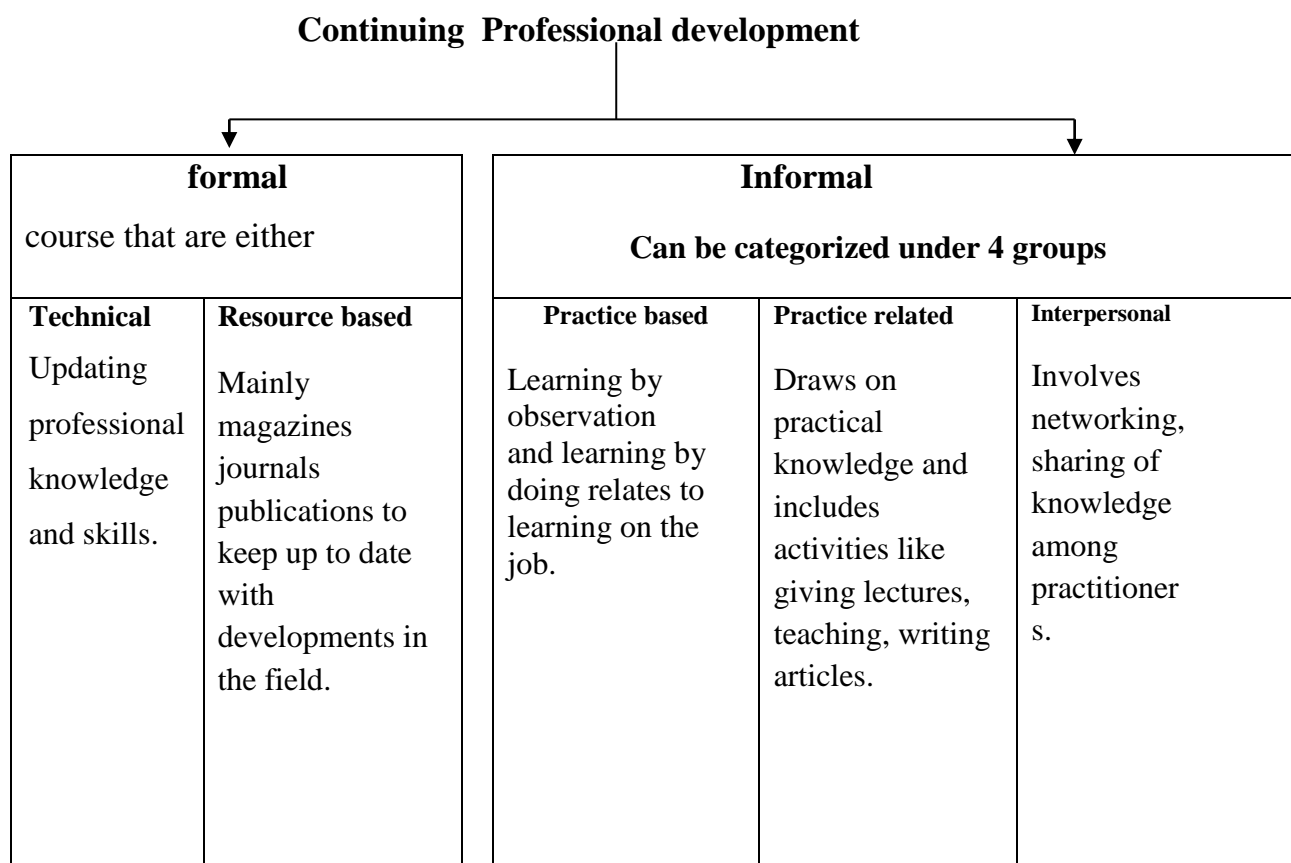 Continuing Professional development
formal
course that are either
Technical
Updating
professional
knowledge
and skills.
Resource based
Mainly
magazines
journals
publications to
keep up to date
with
developments in
the field.
Informal
Can be categorized under 4 groups
Practice based
Learning by
observation
and learning by
doing relates to
learning on the
job.
Practice related
Draws on
practical
knowledge and
includes
activities like
giving lectures,
teaching, writing
articles.
Interpersonal
Involves
networking,
sharing of
knowledge
among
practitioner
s.